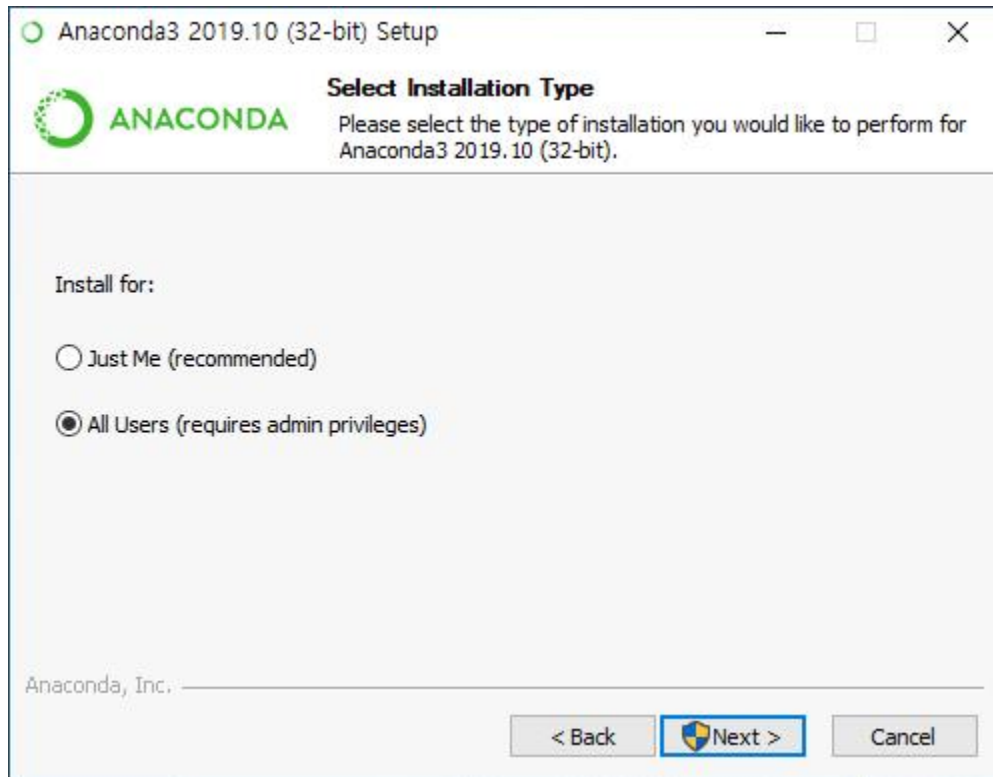 Anaconda3 2019.10 (32-bit) Setup
ANACONDA
Select Installation Type
Please select the type of installation you would like to perform for
Anaconda3 2019.10 (32-bit).
Install for:
Just Me (recommended)
All Users (requires admin privileges)
Anaconda, Inc.
< Back
Next >
Cancel